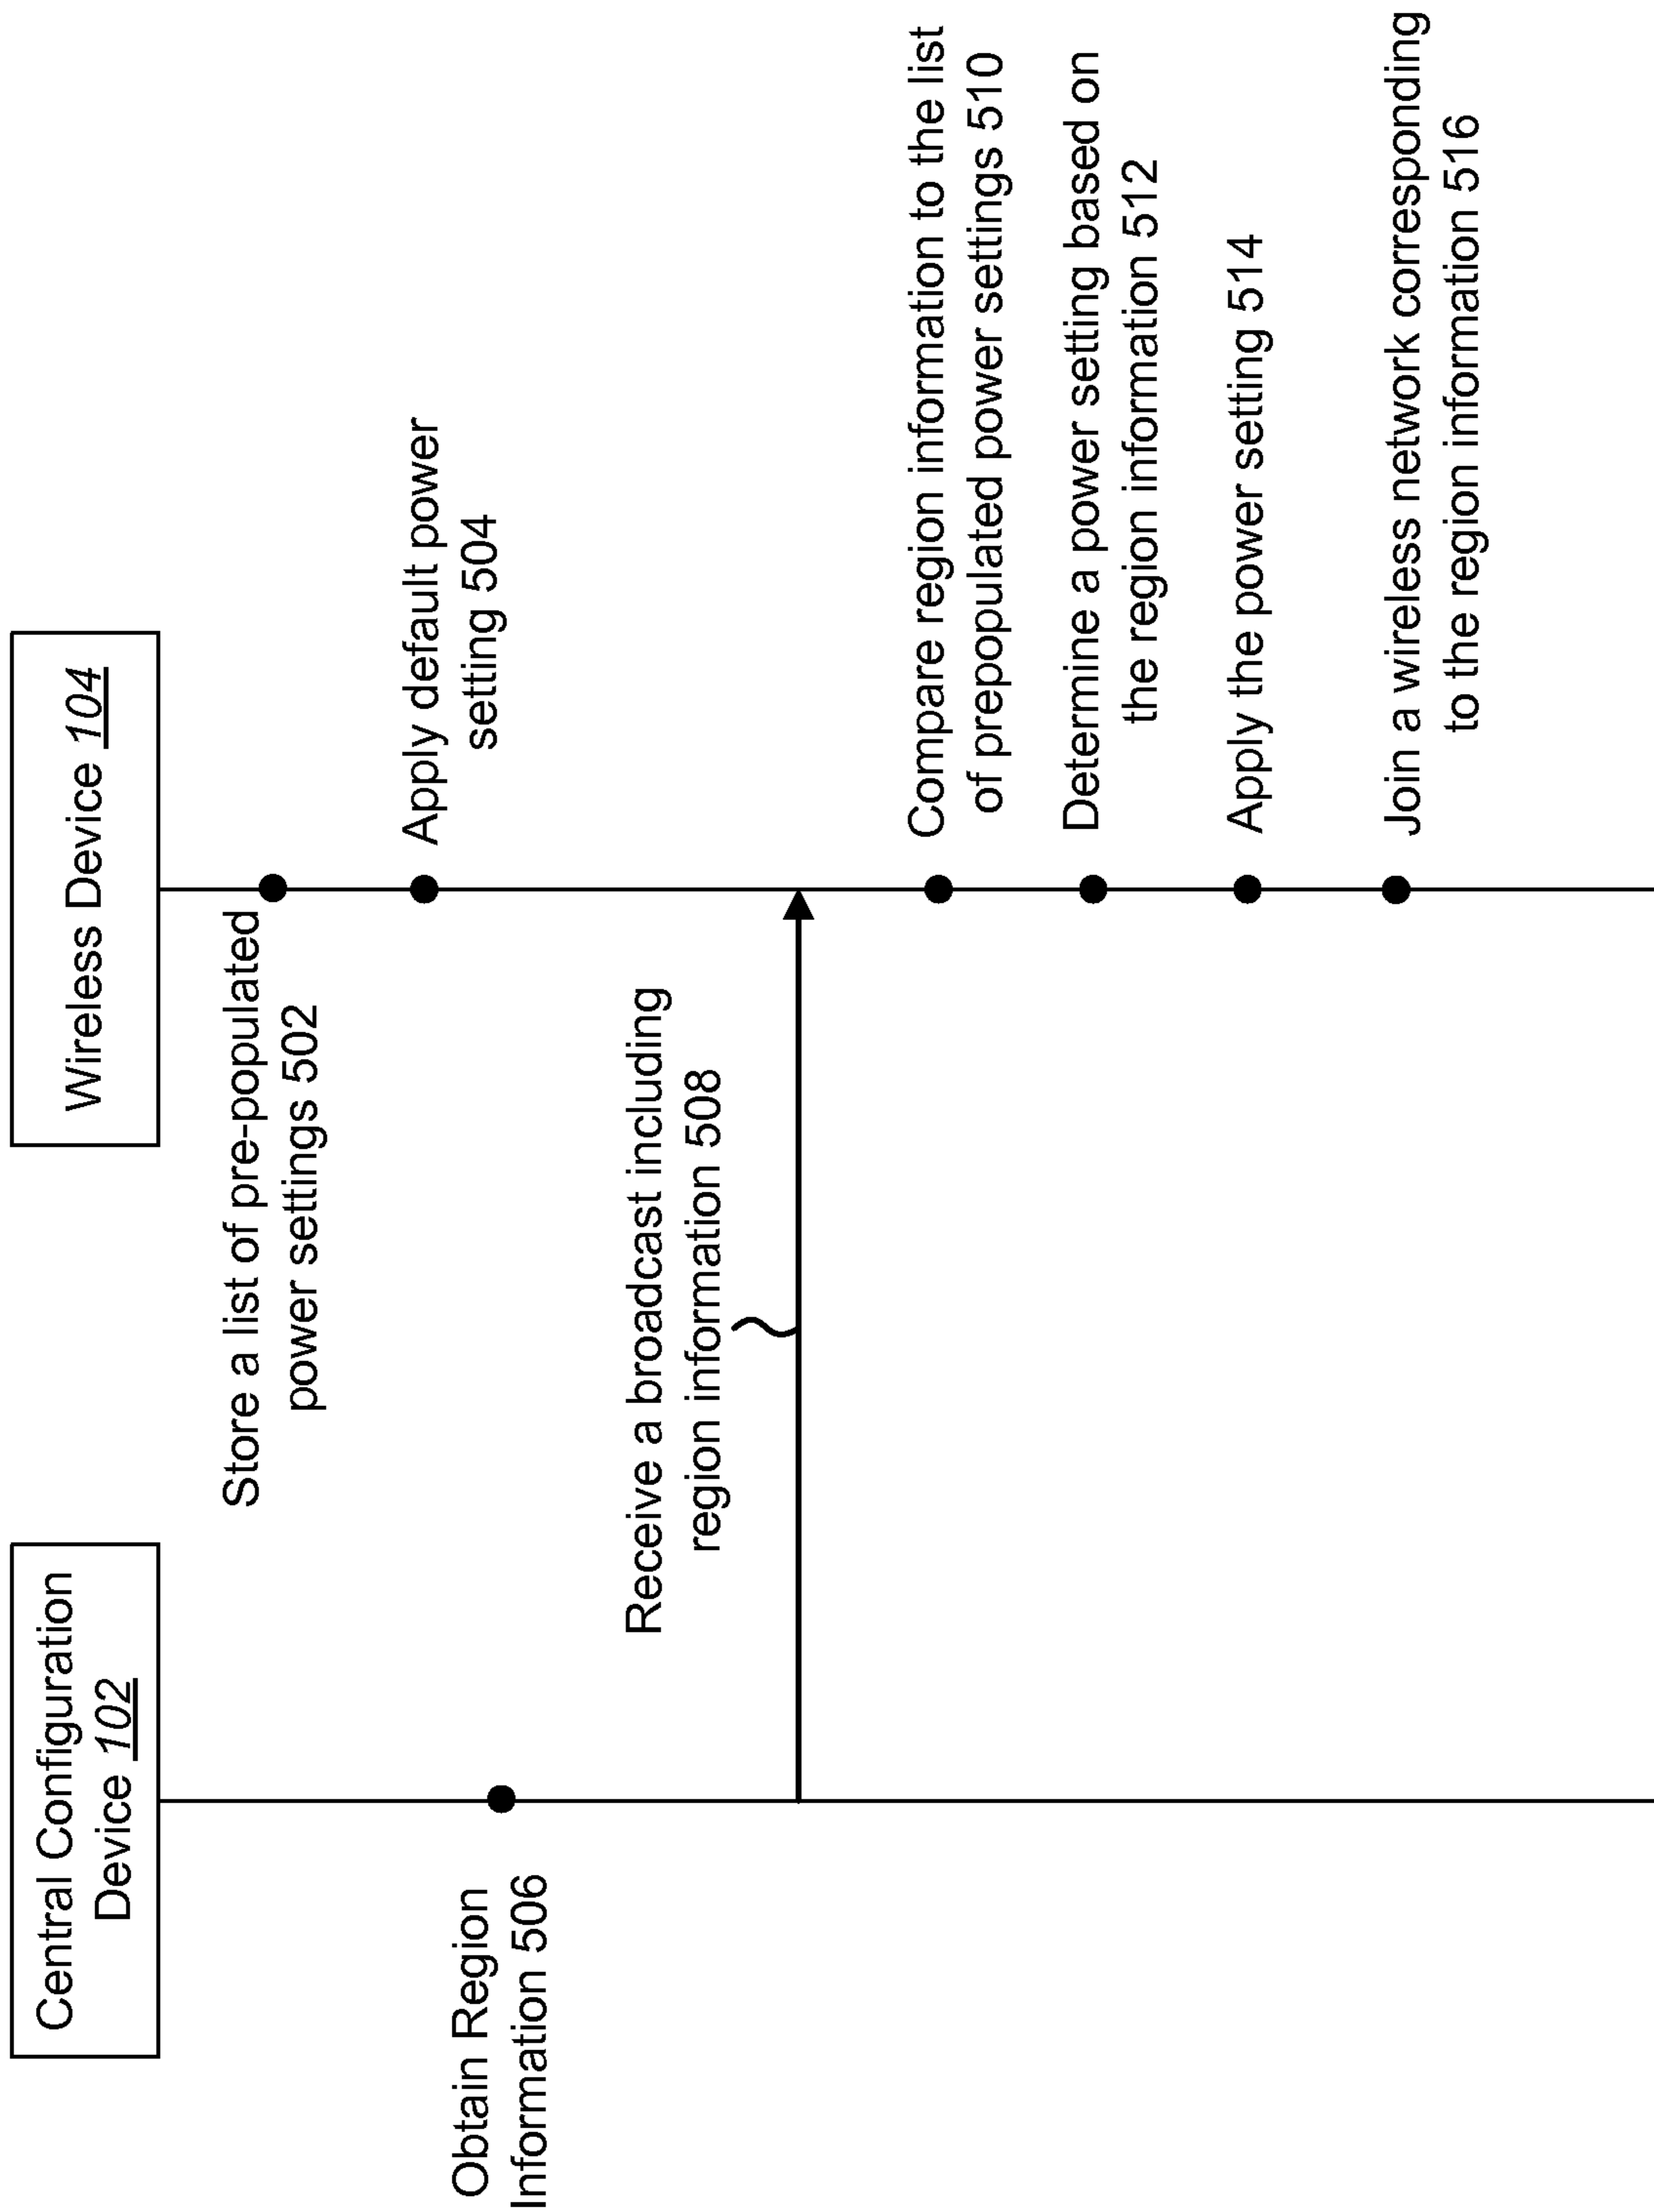 Central Configuration
Device 102
Wireless Device 104
Store a list of pre-populated
power settings 502
Apply default power
setting 504
Obtain Region
Information 506
Receive a broadcast including
region information 508
Compare region information to the list
of prepopulated power settings 510
Determine a power setting based on
the region information 512
Apply the power setting 514
Join a wireless network corresponding
to the region information 516